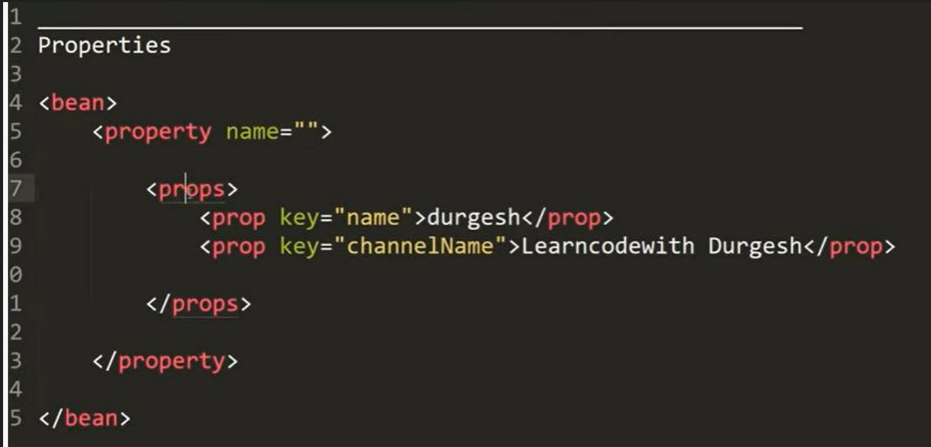 1
2 Properties
3
4 <bean>
5     <property name="">
6
7         <props>
8             <prop key="name">durgesh</prop>
9             <prop key="channelName">Learncodewith Durgesh</prop>
0
1         </props>
2
3     </property>
4
5 </bean>